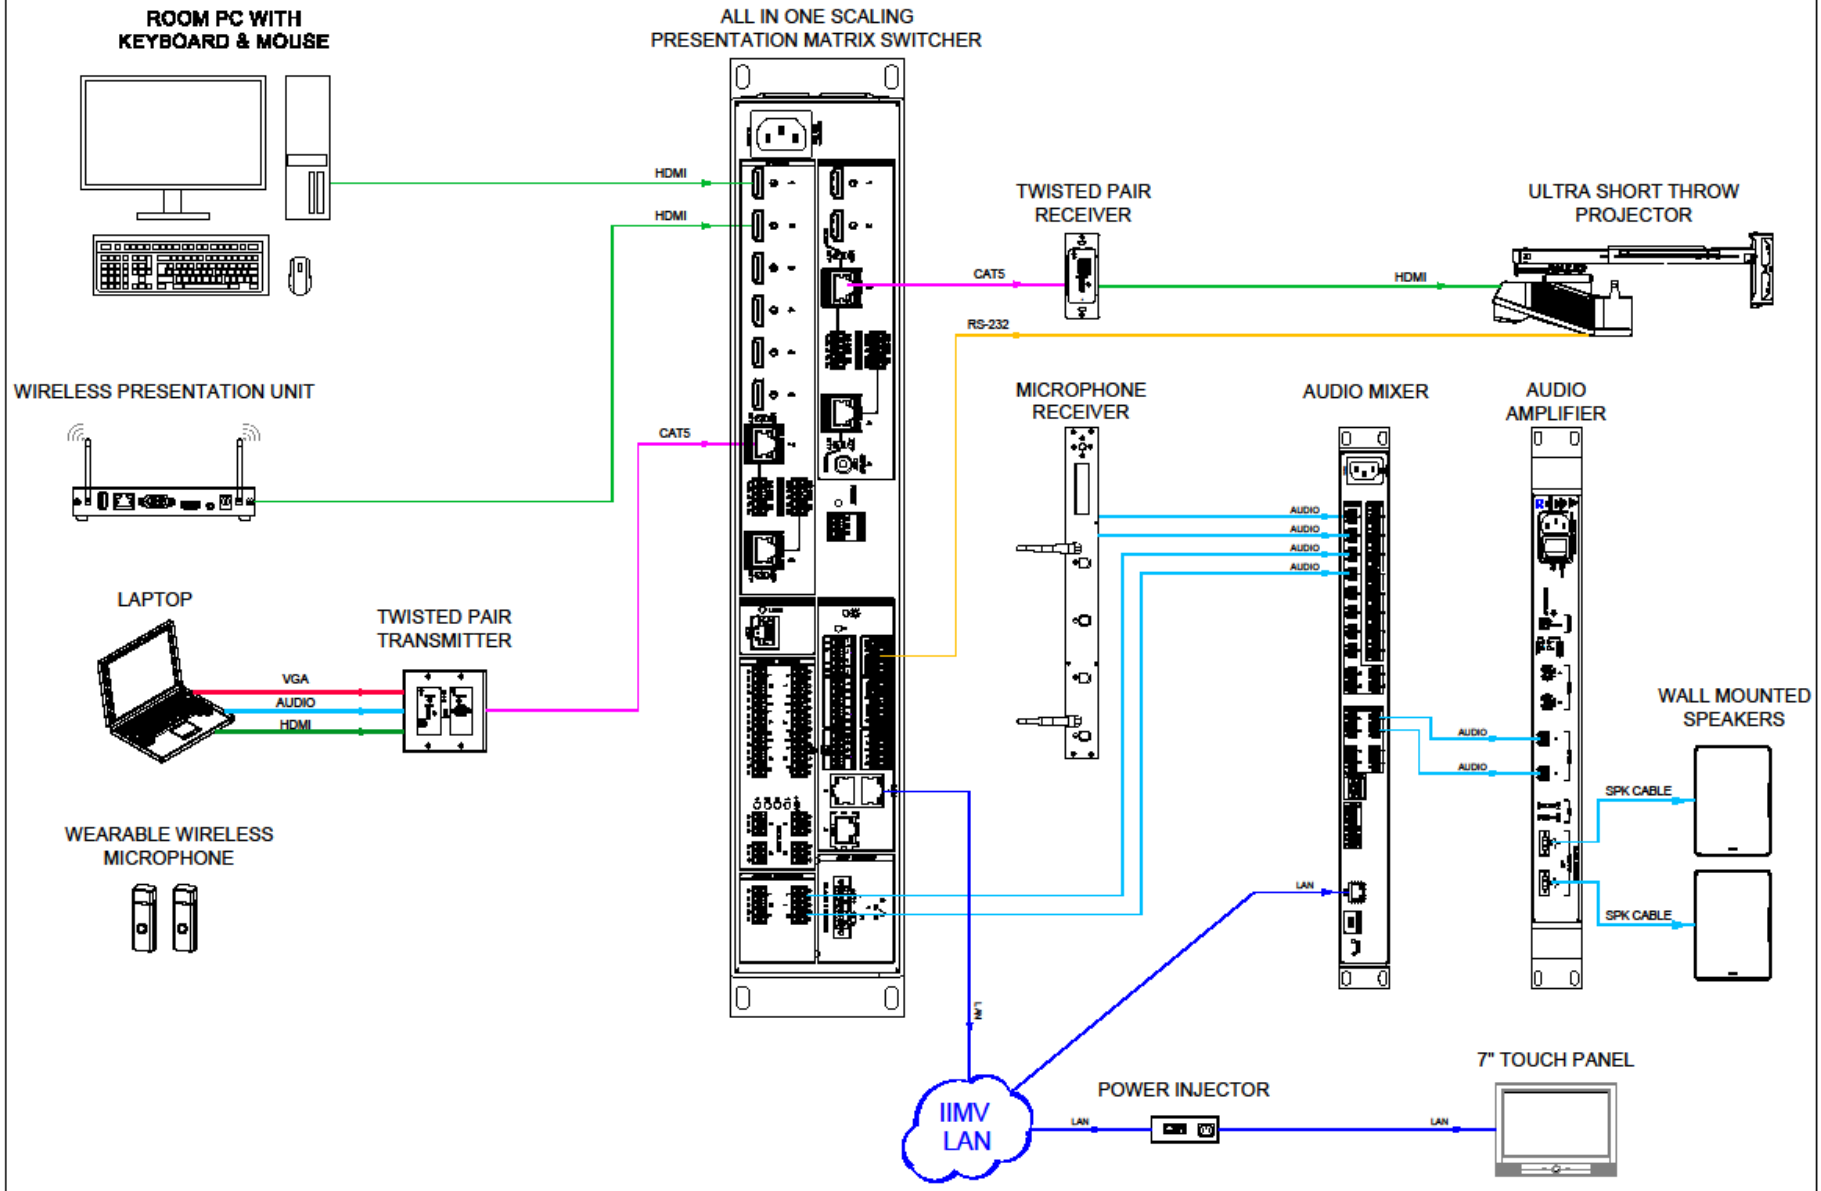 ROOM PC WITH
KEYBOARD & MOUSE
ALL IN ONE SCALING
PRESENTATION MATRIX SWITCHER
HDMI
HDMI
TWISTED PAIR
RECEIVER
ULTRA SHORT THROW
PROJECTOR
CAT5
HDMI
RS-232
WIRELESS PRESENTATION UNIT
MICROPHONE
RECEIVER
AUDIO MIXER
AUDIO
AMPLIFIER
CAT5
AUDIO
AUDIO
AUDIO
AUDIO
LAPTOP
TWISTED PAIR
TRANSMITTER
VGA
AUDIO
HDMI
WALL MOUNTED
SPEAKERS
AUDIO
AUDIO
SPK CABLE
WEARABLE WIRELESS
MICROPHONE
LAN
LAN
SPK CABLE
LAN
7" TOUCH PANEL
POWER INJECTOR
IIMV
LAN
LAN
LAN